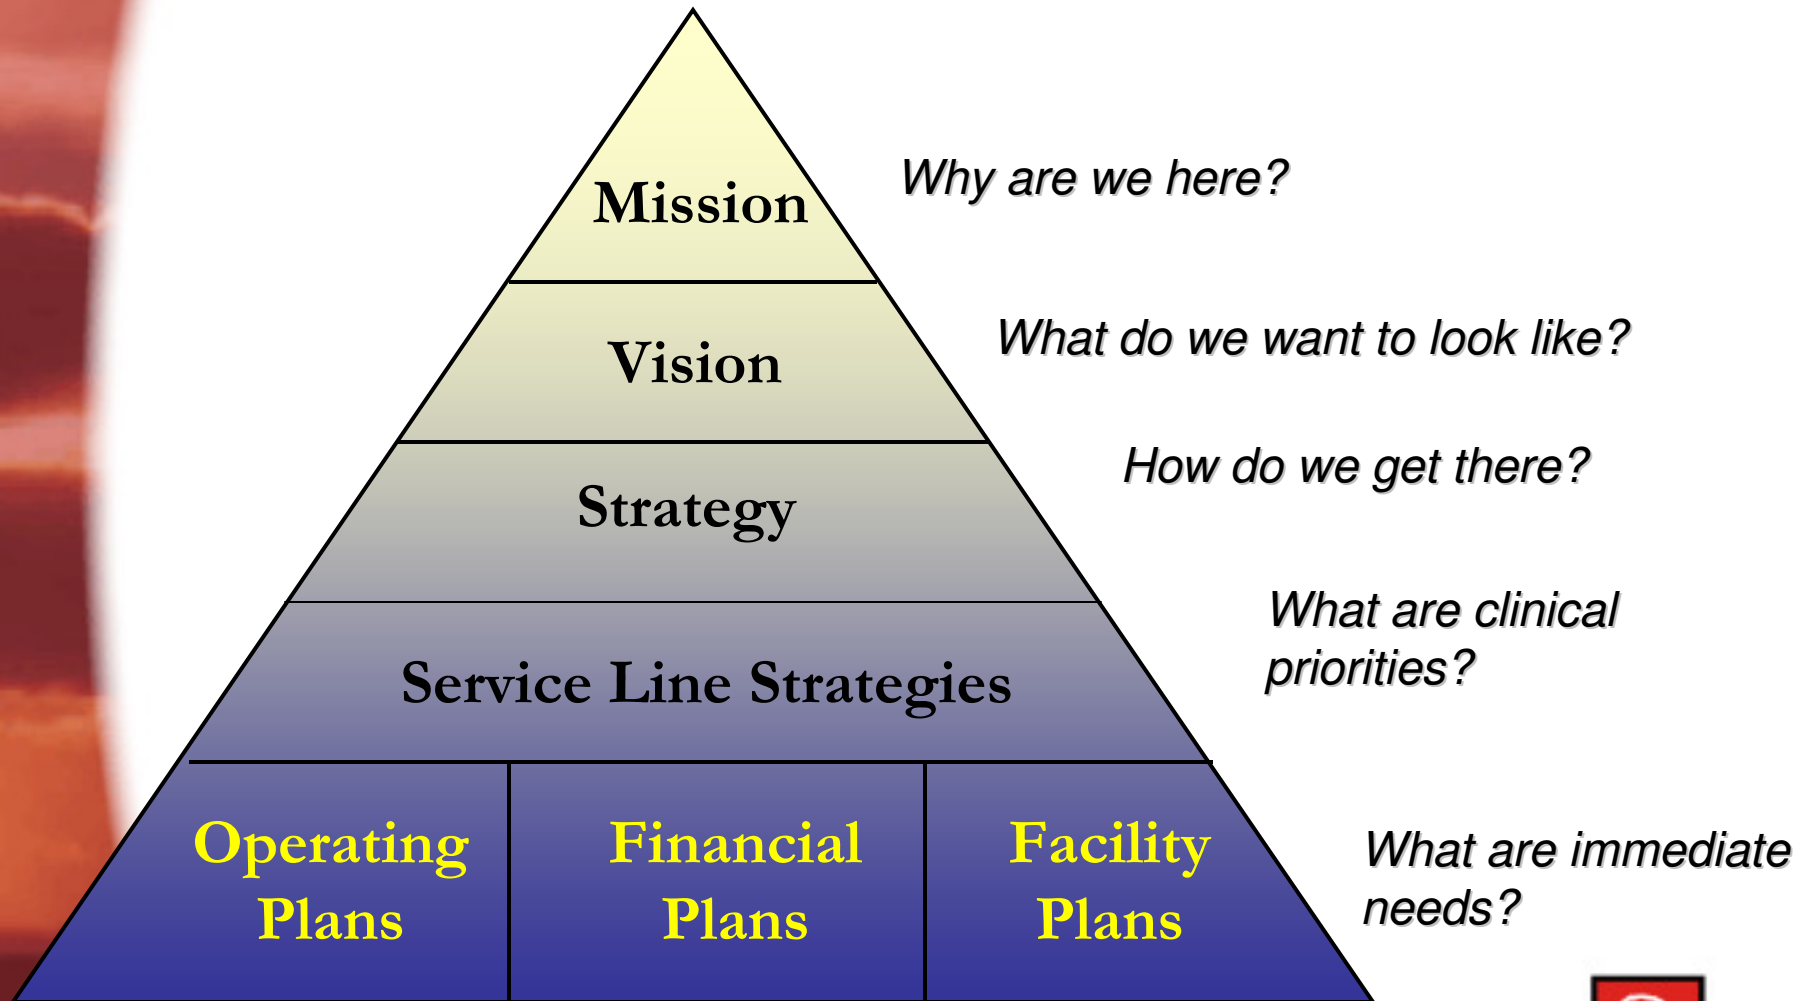 Mission
Why are we here?
Vision
What do we want to look like?
Strategy
How do we get there?
Service Line Strategies
What are clinical
priorities?
Operating
Plans
Financial
Plans
Facility
Plans
What are immediate
needs?